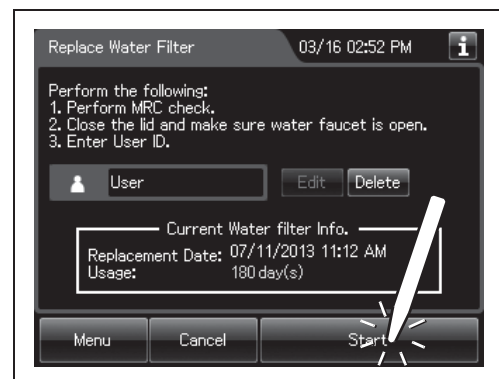 Replace Water Filter 03/16 02:52 PM i
Perform the following:
1. Perform MRC check.
2. Close the lid and make sure water faucet is open.
3. Enter User ID.
User Edit Delete
Current Water filter Info.
Replacement Date: 07/11/2013 11:12 AM
Usage: 180 day(s)
Menu Cancel Start